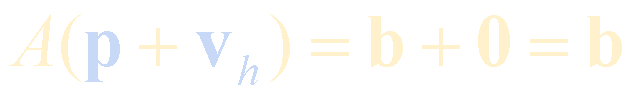 A(p + v_h) = b + 0 = b